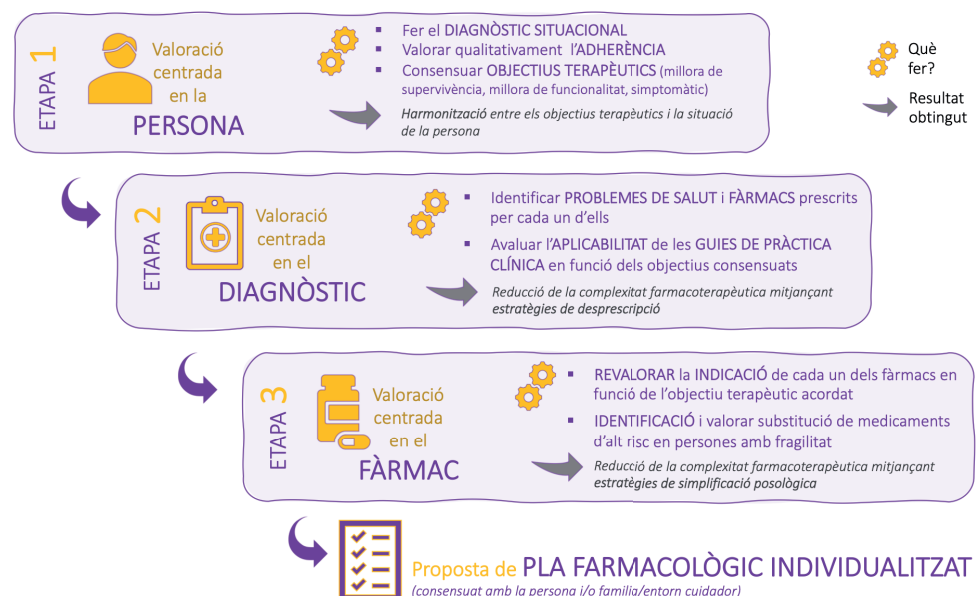 ETAPA 1
Valoració
centrada
en la
PERSONA
▪ Fer el DIAGNÒSTIC SITUACIONAL
▪ Valorar qualitativament l'ADHERÈNCIA
▪ Consensuar OBJECTIUS TERAPÈUTICS (millora de
supervivència, millora de funcionalitat, simptomàtic)
Harmonització entre els objectius terapèutics i la situació
de la persona
Què
fer?
Resultat
obtingut
ETAPA 2
Valoració
centrada
en el
DIAGNÒSTIC
▪ Identificar PROBLEMES DE SALUT i FÀRMACS prescrits
per cada un d'ells
▪ Avaluar l'APLICABILITAT de les GUIES DE PRÀCTICA
CLÍNICA en funció dels objectius consensuats
Reducció de la complexitat farmacoterapèutica mitjançant
estratègies de desprescripció
ETAPA 3
Valoració
centrada
en el
FÀRMAC
▪ REVALORAR la INDICACIÓ de cada un dels fàrmacs en
funció de l'objectiu terapèutic acordat
▪ IDENTIFICACIÓ i valorar substitució de medicaments
d'alt risc en persones amb fragilitat
Reducció de la complexitat farmacoterapèutica mitjançant
estratègies de simplificació posològica
Proposta de PLA FARMACOLÒGIC INDIVIDUALITZAT
(consensuat amb la persona i/o família/entorn cuidador)